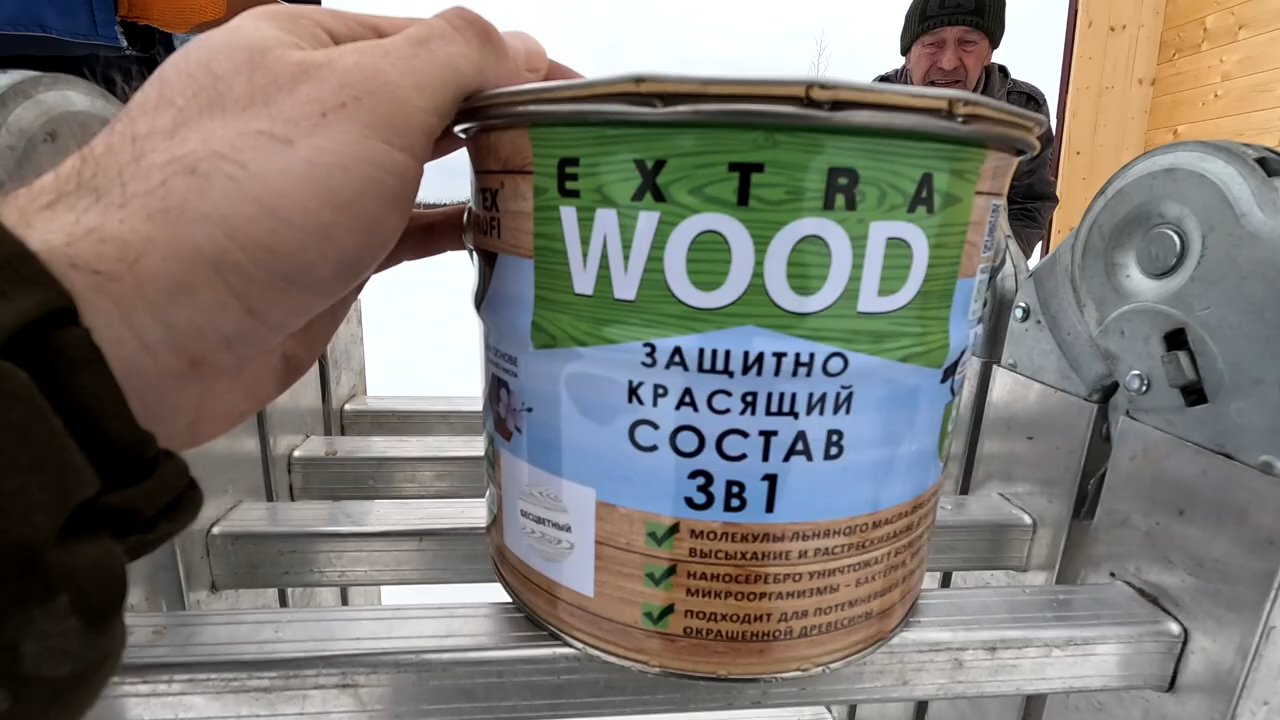 EXTRA
WOOD
ЗАЩИТНО
КРАСЯЩИЙ
СОСТАВ
3в1
БЕСЦВЕТНЫЙ
МОЛЕКУЛЫ ЛЬНЯНОГО МАСЛА
ВЫСЫХАНИЕ И РАСТРЕСКИВАНИЕ
НАНОСЕРЕБРО УНИЧТОЖАЕТ
МИКРООРГАНИЗМЫ – БАКТЕРИИ
ПОДХОДИТ ДЛЯ ПОТЕМНЕВШЕЙ И
ОКРАШЕННОЙ ДРЕВЕСИНЫ